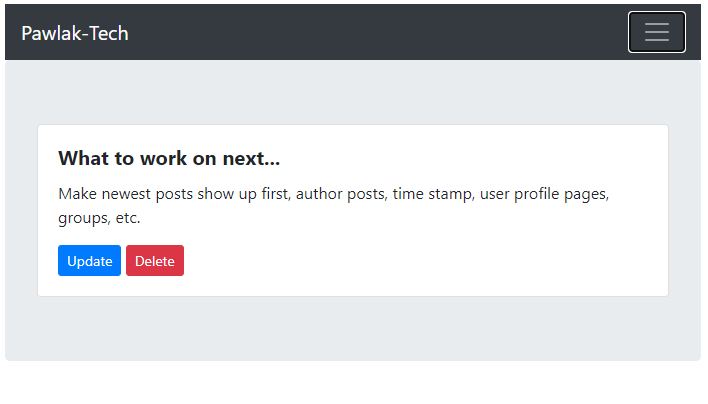 Pawlak-Tech
What to work on next...
Make newest posts show up first, author posts, time stamp, user profile pages,
groups, etc.
Update Delete